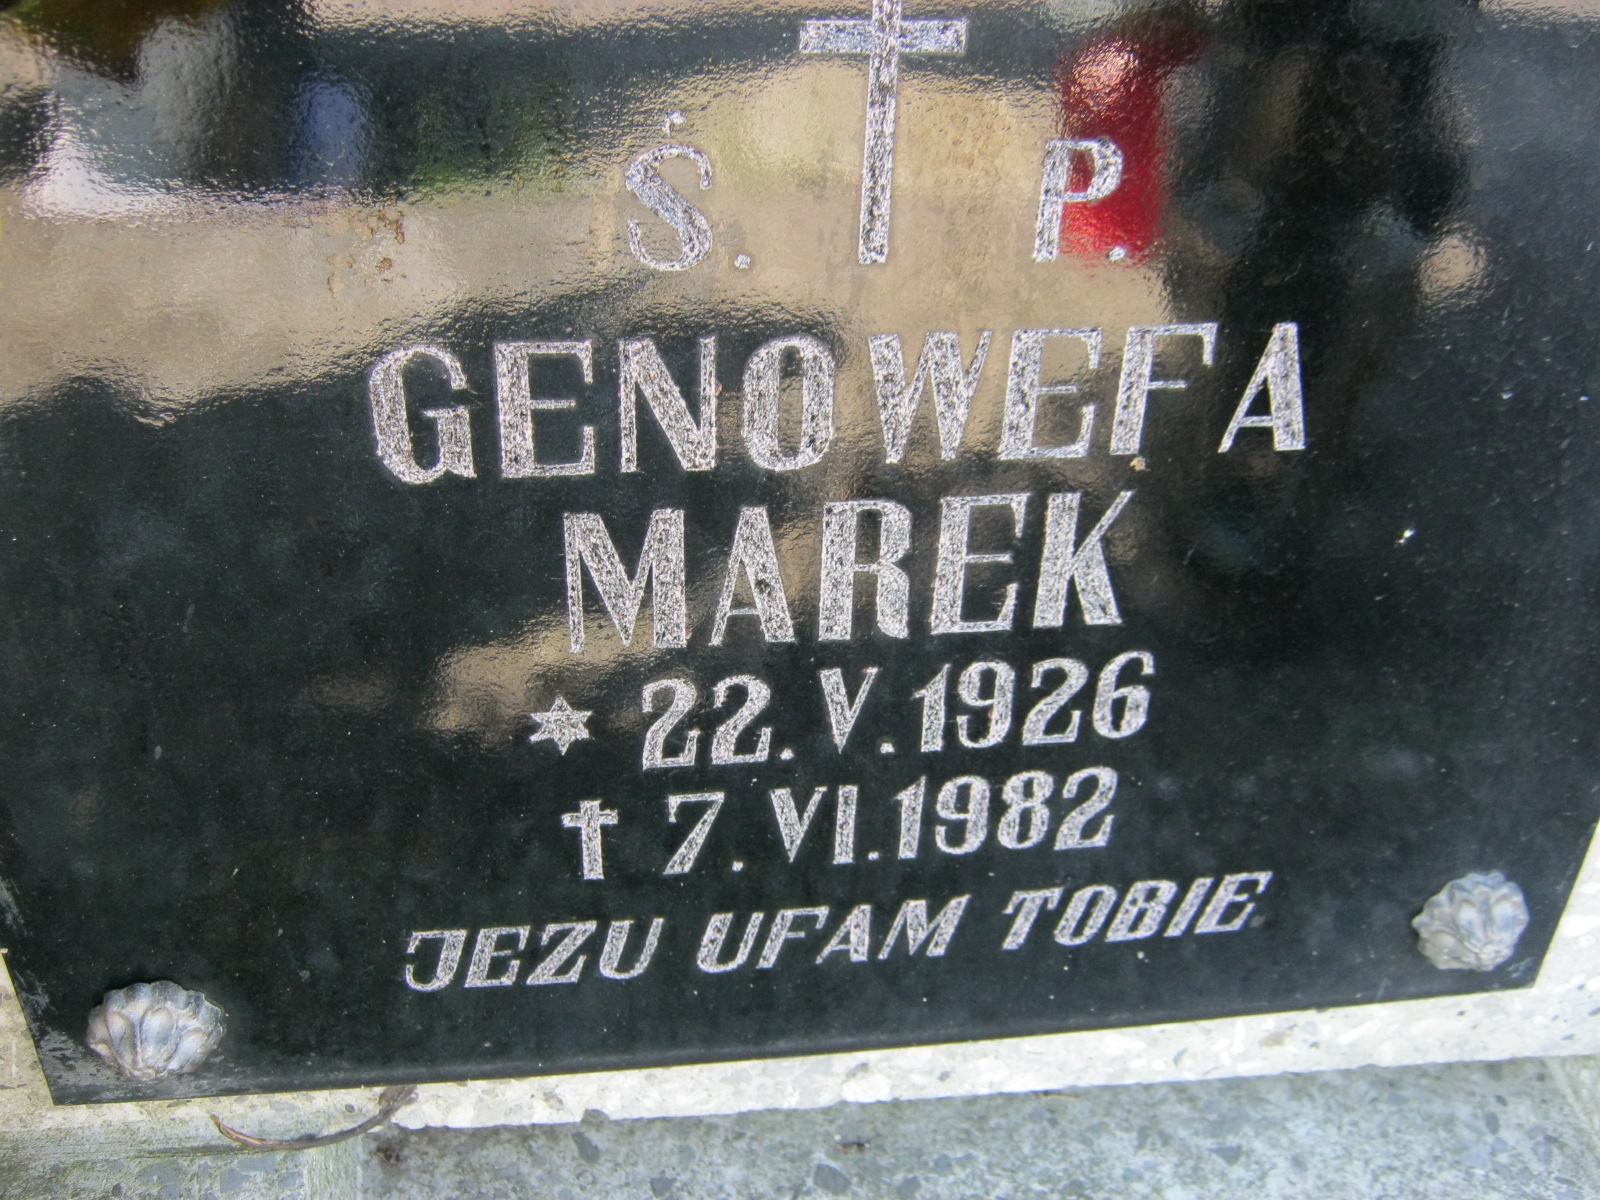 Ś. P.
GENOWEFA
MAREK
* 22.V.1926
† 7.VI.1982
JEZU UFAM TOBIE